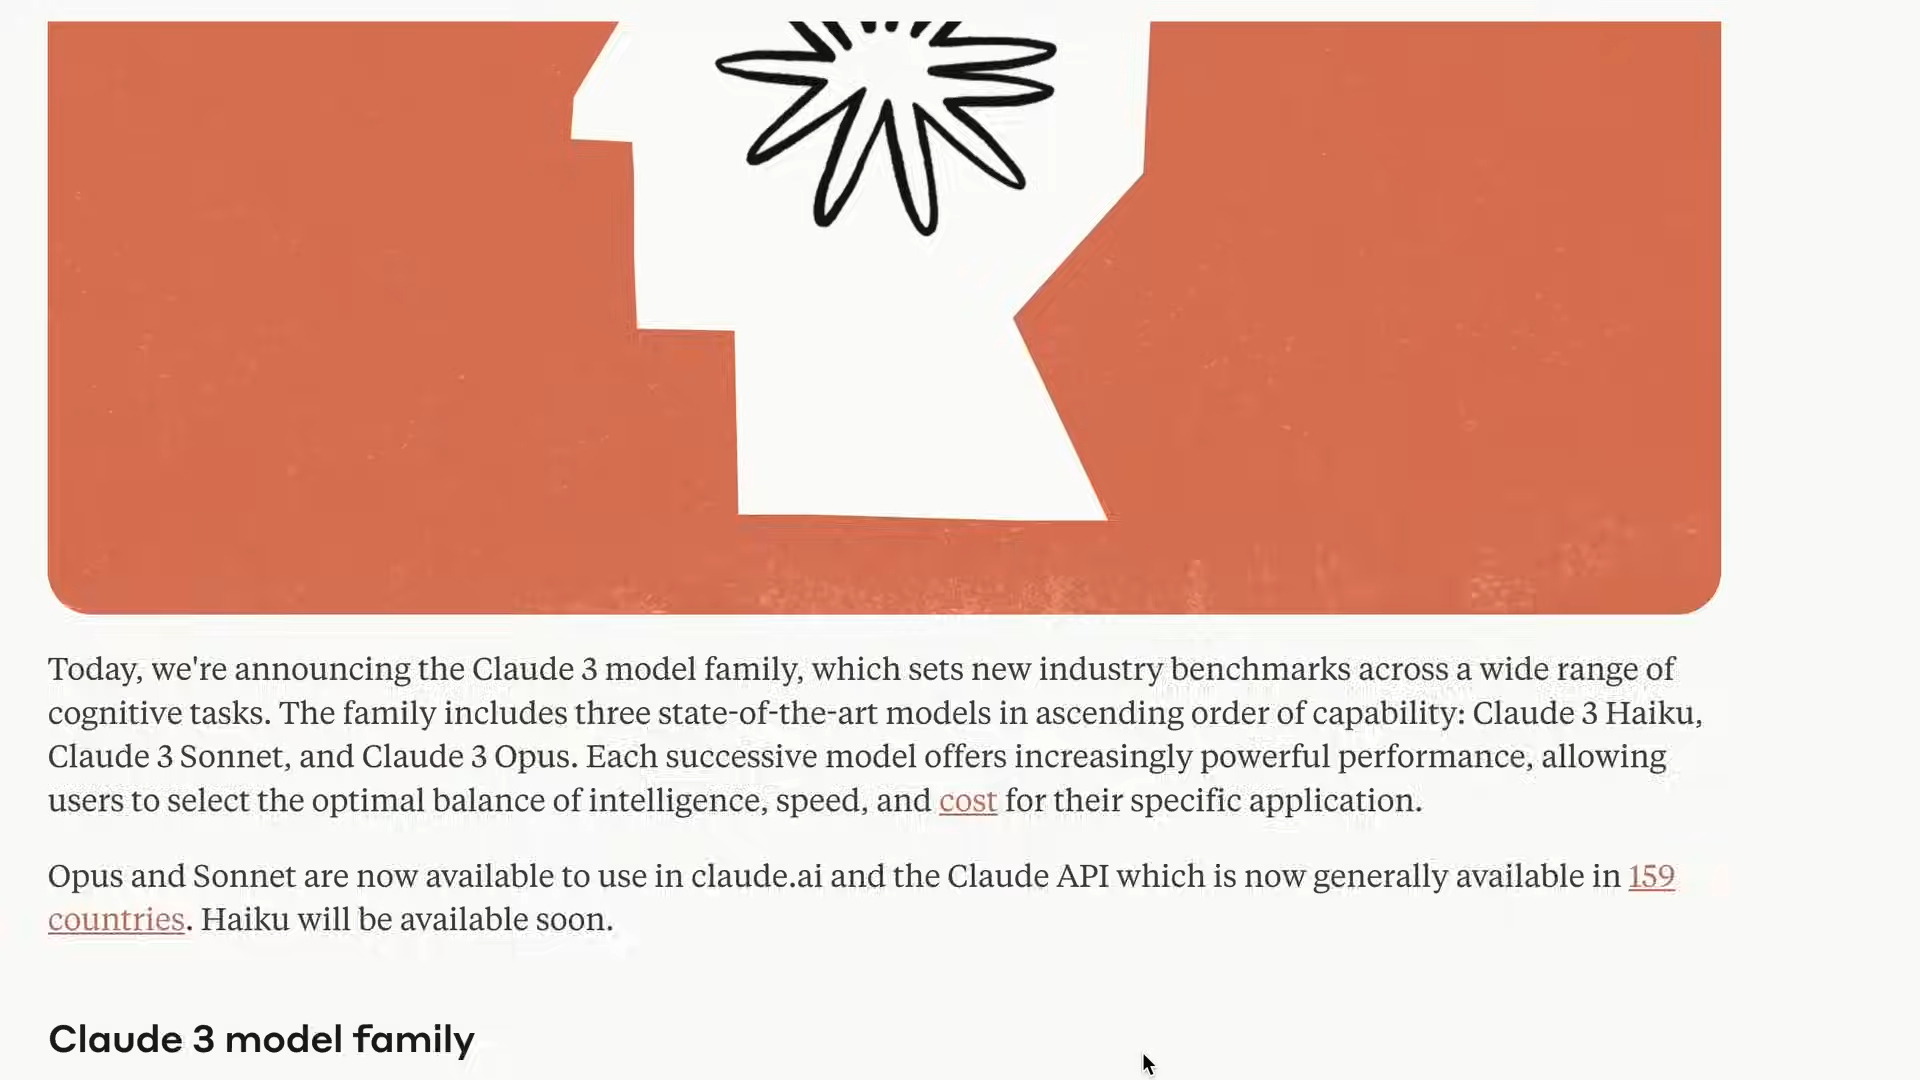 Today, we're announcing the Claude 3 model family, which sets new industry benchmarks across a wide range of
cognitive tasks. The family includes three state-of-the-art models in ascending order of capability: Claude 3 Haiku,
Claude 3 Sonnet, and Claude 3 Opus. Each successive model offers increasingly powerful performance, allowing
users to select the optimal balance of intelligence, speed, and cost for their specific application.
Opus and Sonnet are now available to use in claude.ai and the Claude API which is now generally available in 159
countries. Haiku will be available soon.
Claude 3 model family